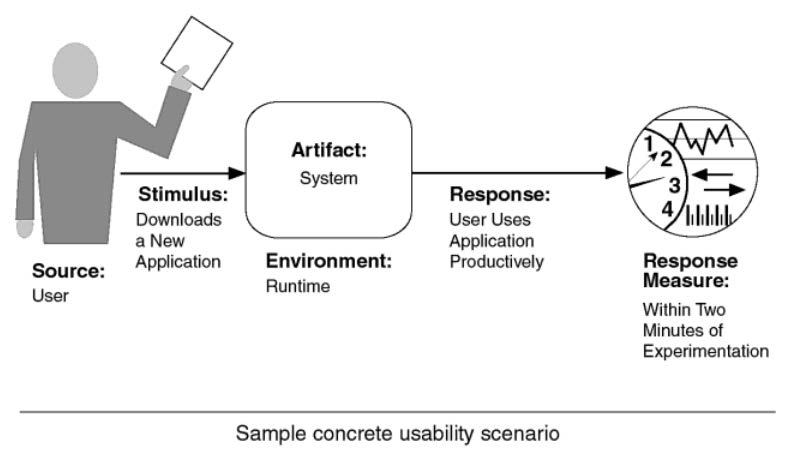 Source:
User
Stimulus:
Downloads
a New
Application
Artifact:
System
Environment:
Runtime
Response:
User Uses
Application
Productively
1
2
3
4
Response
Measure:
Within Two
Minutes of
Experimentation
Sample concrete usability scenario